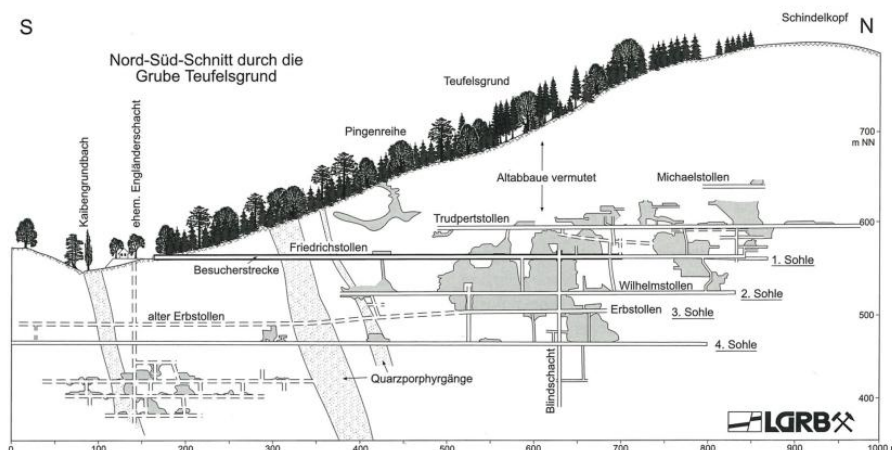 Schindelkopf
S
N
Nord-Süd-Schnitt durch die
Grube Teufelsgrund
Teufelsgrund
Kaibengrundbach
ehem. Engländerschacht
Pingenreihe
700
m NN
Altabbaue vermutet
Michaelstollen
Trudpertstollen
600
Friedrichstollen
Besucherstrecke
1. Sohle
Wilhelmstollen
2. Sohle
alter Erbstollen
Erbstollen
3. Sohle
500
4. Sohle
Quarzporphyrgänge
Blindschacht
400
LGRB
0 100 200 300 400 500 600 700 800 900 1000